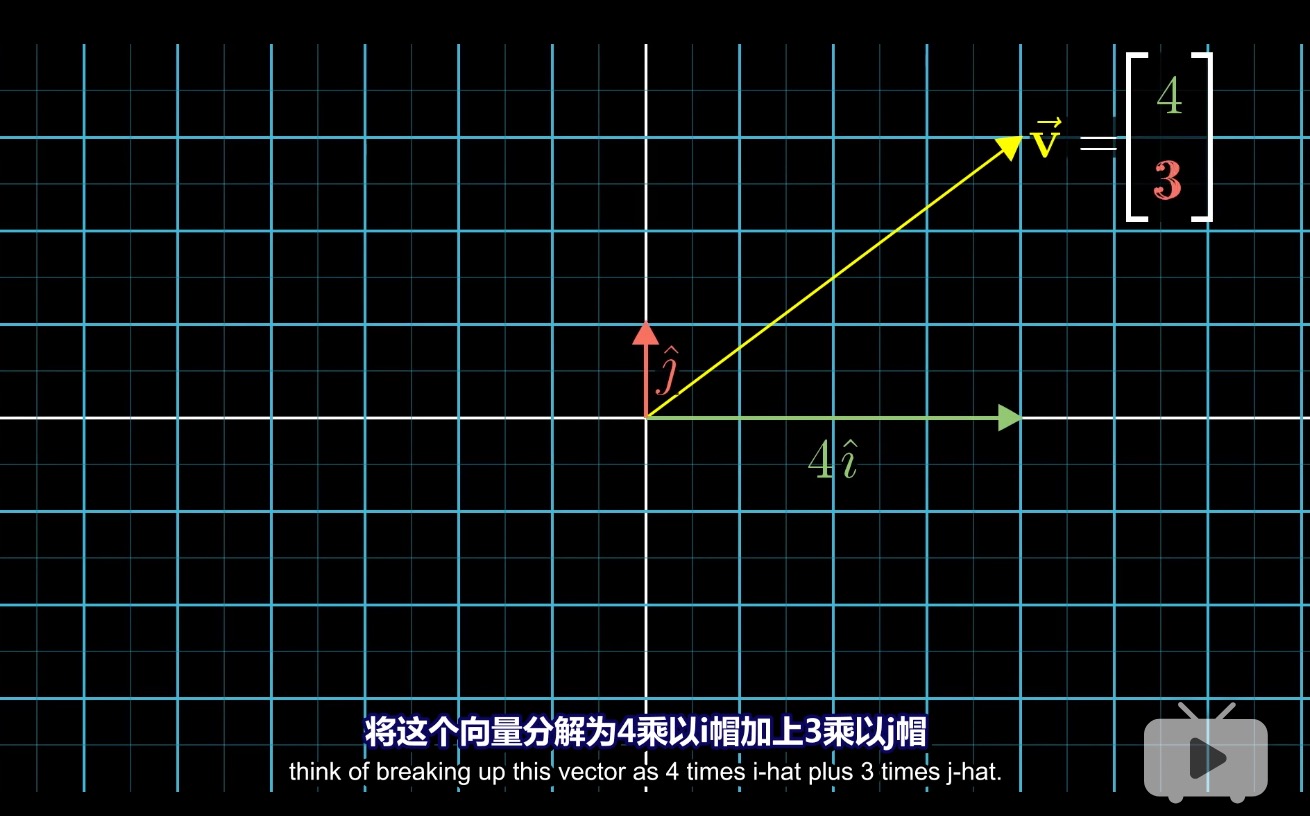 v⃗ = [4 3]
ĵ
4î
将这个向量分解为4乘以i帽加上3乘以j帽
think of breaking up this vector as 4 times i-hat plus 3 times j-hat.